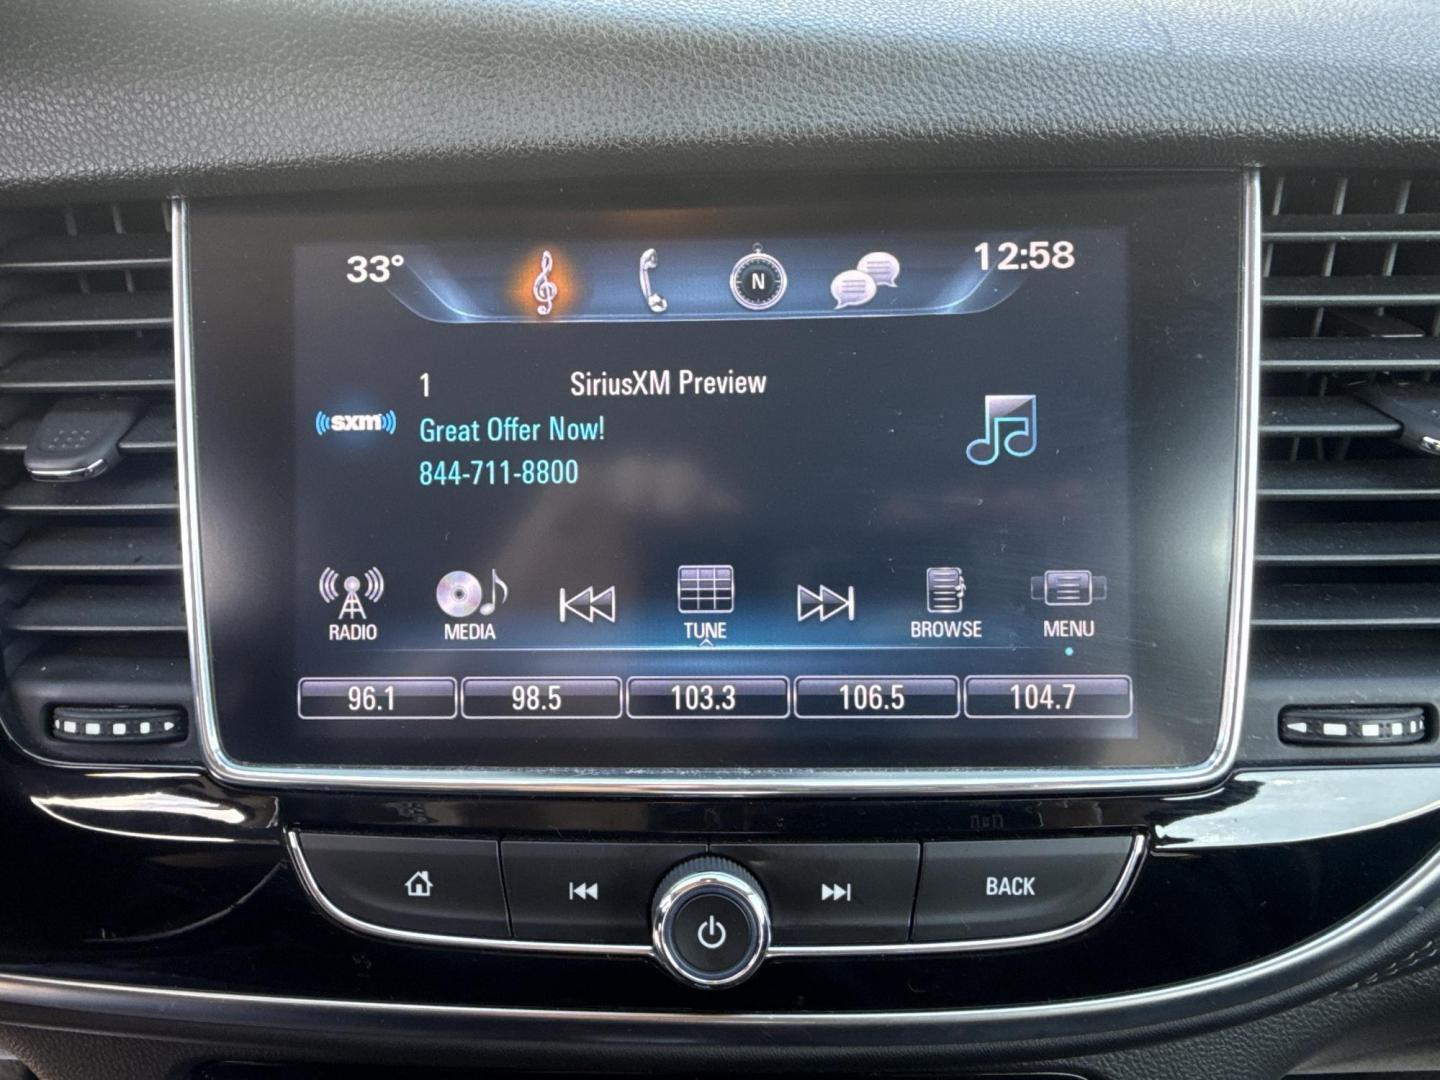 33° N 12:58
1 SiriusXM Preview
((sxm))
Great Offer Now!
844-711-8800
RADIO MEDIA TUNE BROWSE MENU
96.1 98.5 103.3 106.5 104.7
BACK